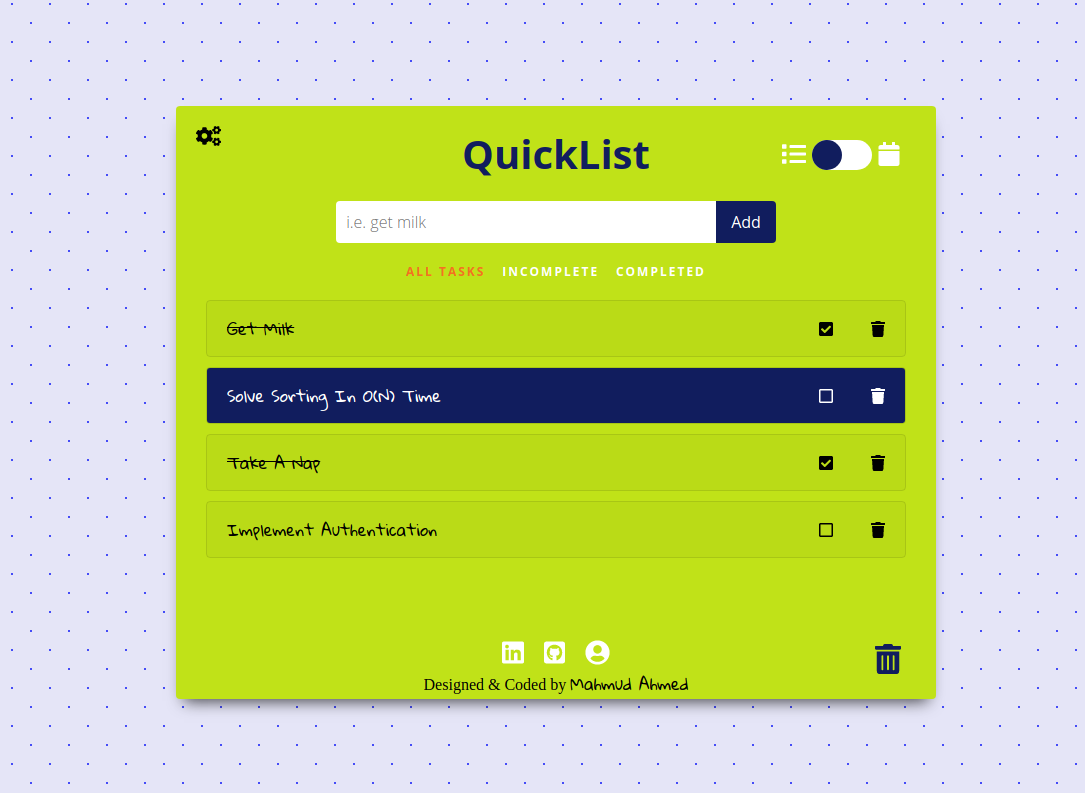 QuickList
i.e. get milk
Add
ALL TASKS INCOMPLETE COMPLETED
Get Milk
Solve Sorting In O(N) Time
Take A Nap
Implement Authentication
Designed & Coded by Mahmud Ahmed